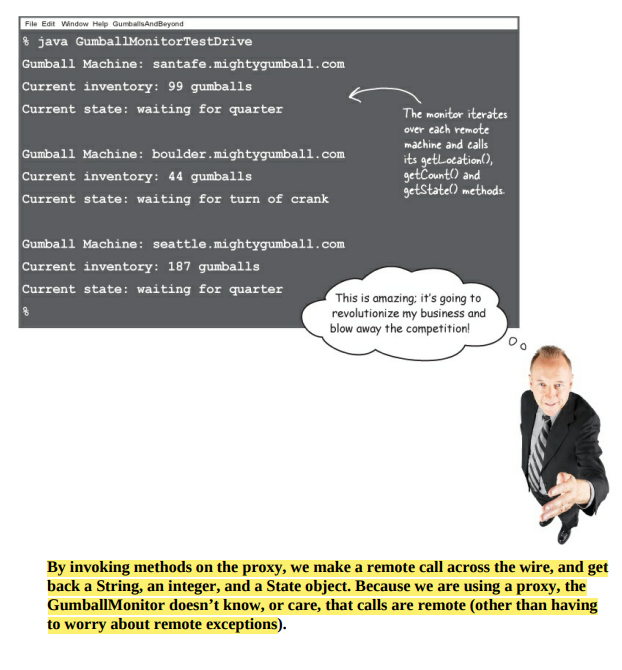 File Edit Window Help GumballsAndBeyond
% java GumballMonitorTestDrive
Gumball Machine: santafe.mightygumball.com
Current inventory: 99 gumballs
Current state: waiting for quarter
The monitor iterates
over each remote
machine and calls
its getLocation(),
getCount() and
getState() methods.
Gumball Machine: boulder.mightygumball.com
Current inventory: 44 gumballs
Current state: waiting for turn of crank
Gumball Machine: seattle.mightygumball.com
Current inventory: 187 gumballs
Current state: waiting for quarter
%
This is amazing; it's going to
revolutionize my business and
blow away the competition!
By invoking methods on the proxy, we make a remote call across the wire, and get
back a String, an integer, and a State object. Because we are using a proxy, the
GumballMonitor doesn’t know, or care, that calls are remote (other than having
to worry about remote exceptions).